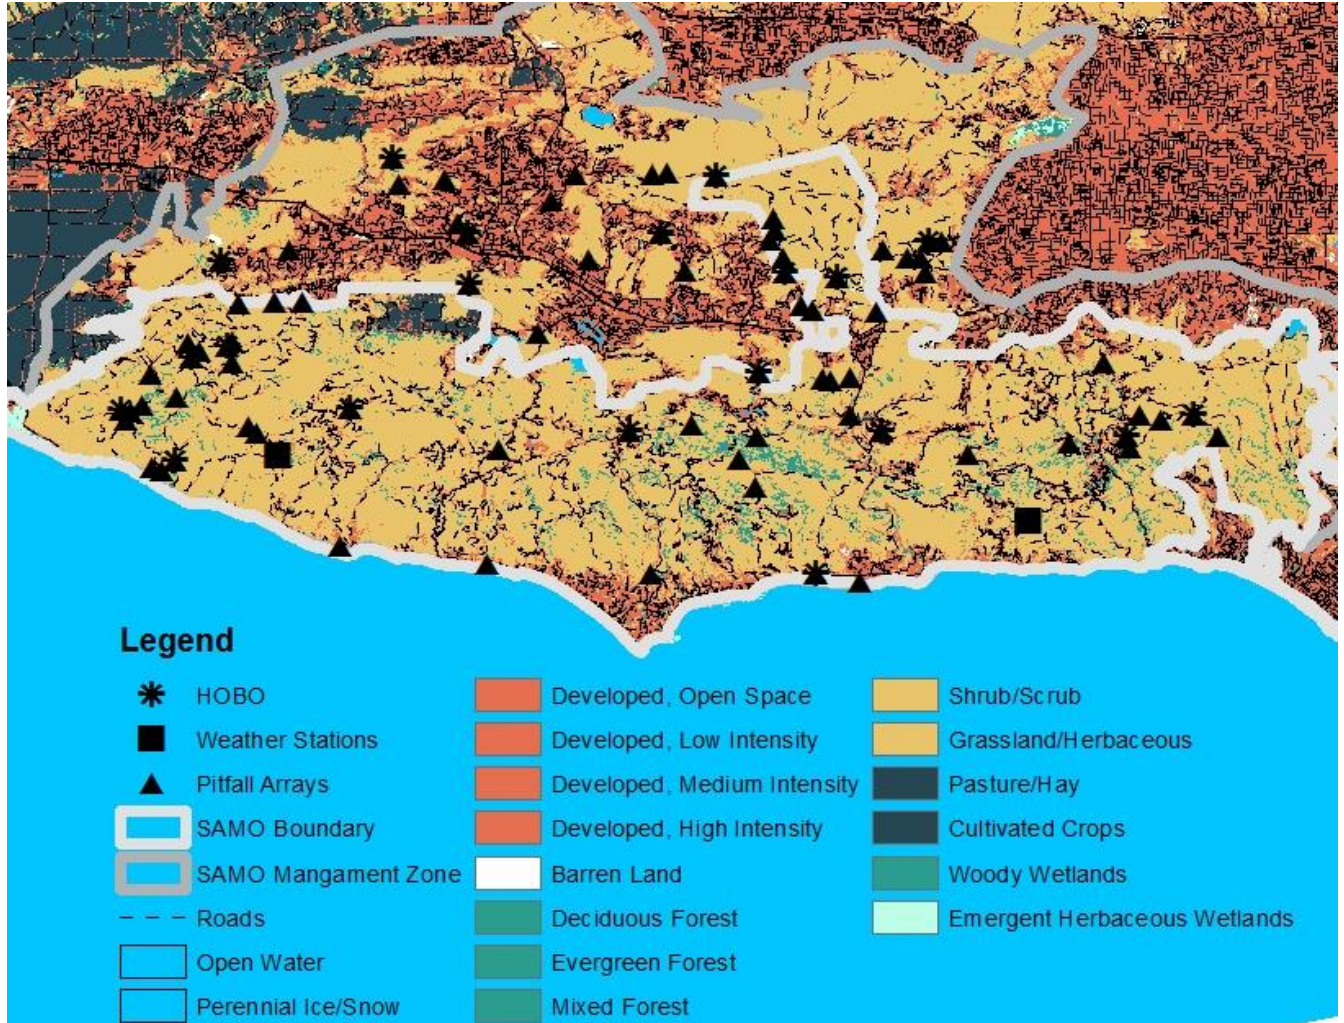 Legend
HOBO
Weather Stations
Pitfall Arrays
SAMO Boundary
SAMO Mangament Zone
Roads
Open Water
Perennial Ice/Snow
Developed, Open Space
Developed, Low Intensity
Developed, Medium Intensity
Developed, High Intensity
Barren Land
Deciduous Forest
Evergreen Forest
Mixed Forest
Shrub/Scrub
Grassland/Herbaceous
Pasture/Hay
Cultivated Crops
Woody Wetlands
Emergent Herbaceous Wetlands